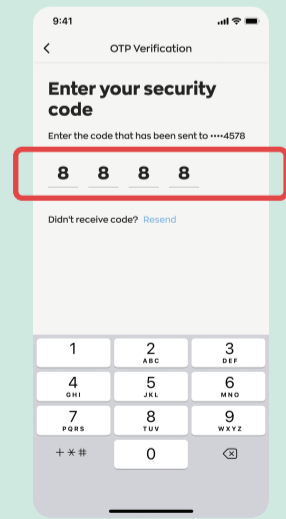 9:41
OTP Verification
Enter your security
code
Enter the code that has been sent to ••••4578
8 8 8 8
Didn't receive code? Resend
1 2 3
ABC DEF
4 5 6
GHI JKL MNO
7 8 9
PQRS TUV WXYZ
+ * # 0